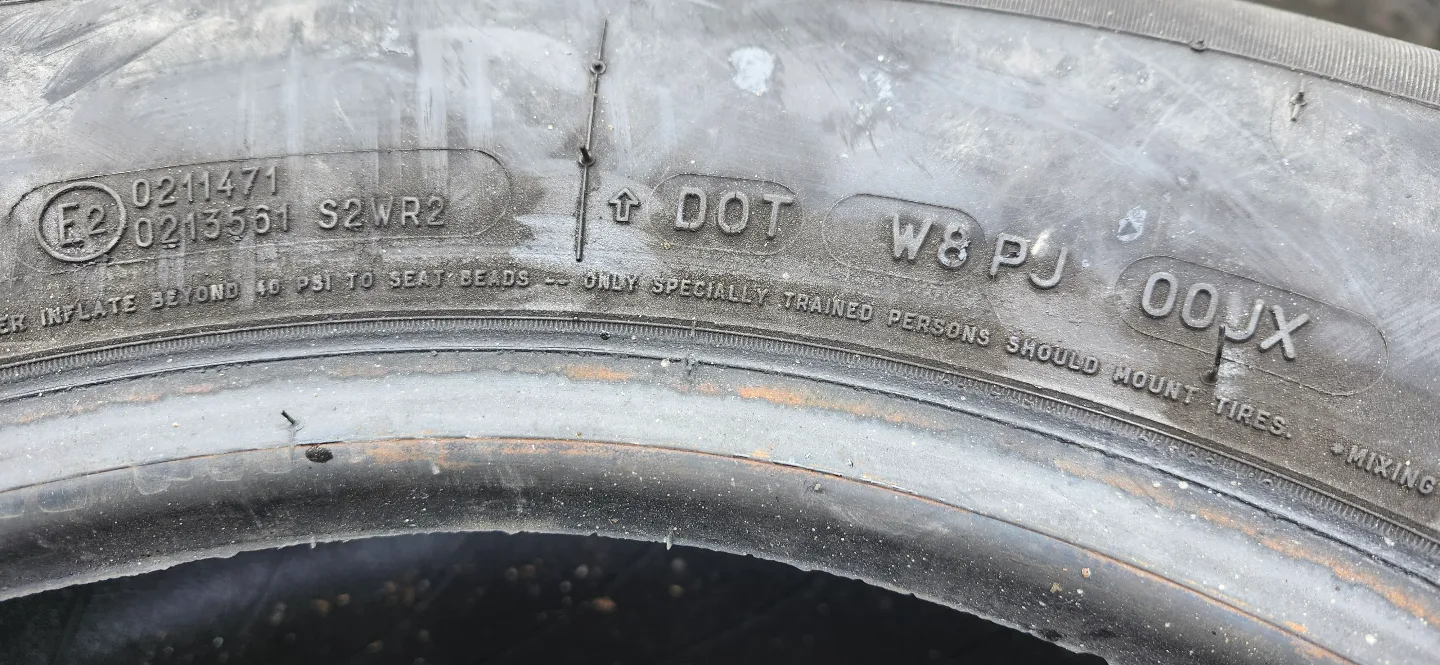 E2 0211471
0213561 S2WR2
DOT W8PJ 00JX
INFLATE BEYOND 40 PSI TO SEAT BEADS -- ONLY SPECIALLY TRAINED PERSONS SHOULD MOUNT TIRES.
*MIXING